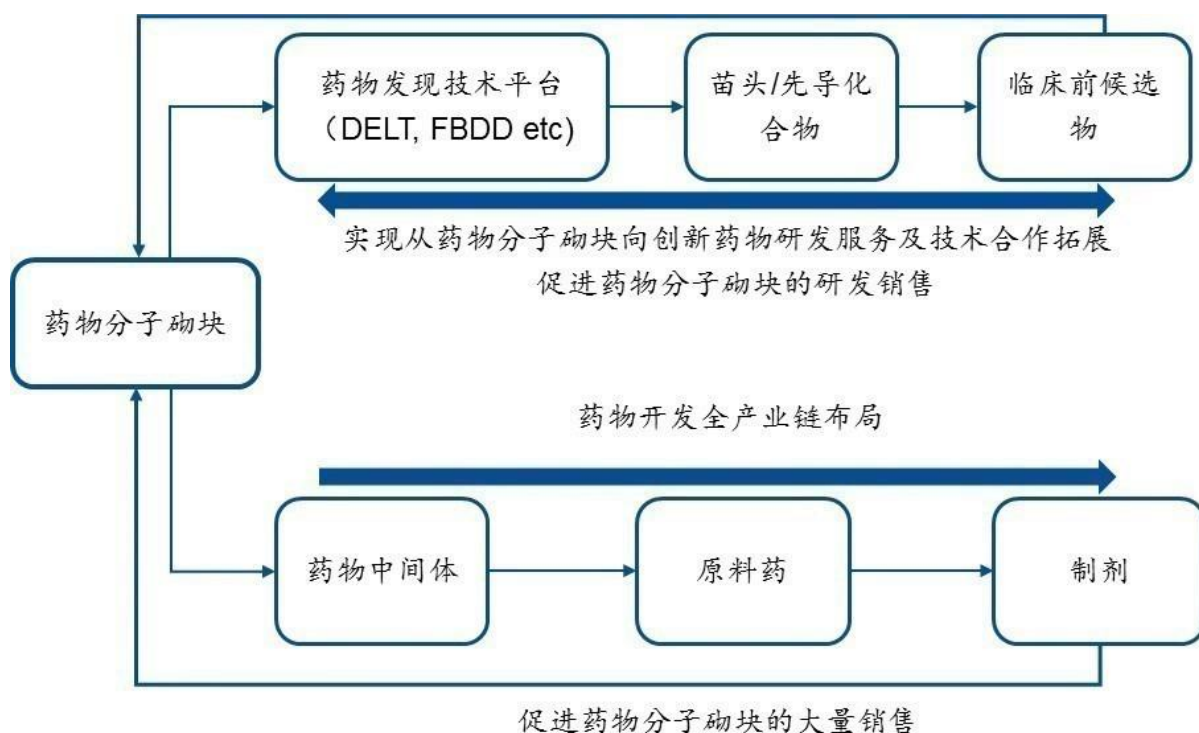 药物发现技术平台
（DELT, FBDD etc)
苗头/先导化
合物
临床前候选
物
实现从药物分子砌块向创新药物研发服务及技术合作拓展
促进药物分子砌块的研发销售
药物分子砌块
药物开发全产业链布局
药物中间体
原料药
制剂
促进药物分子砌块的大量销售